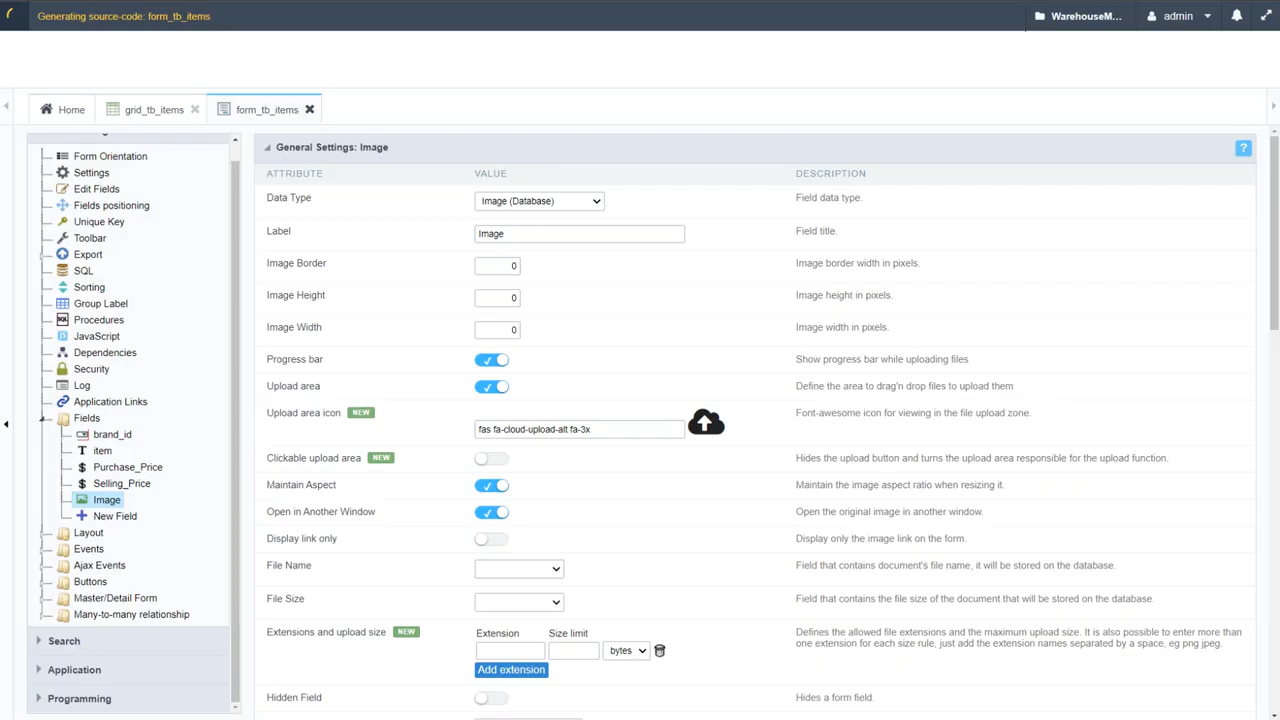 Generating source-code: form_tb_items
WarehouseM...
admin
Home
grid_tb_items
form_tb_items
Form Orientation
Settings
Edit Fields
Fields positioning
Unique Key
Toolbar
Export
SQL
Sorting
Group Label
Procedures
JavaScript
Dependencies
Security
Log
Application Links
Fields
brand_id
item
Purchase_Price
Selling_Price
Image
New Field
Layout
Events
Ajax Events
Buttons
Master/Detail Form
Many-to-many relationship
Search
Application
Programming
General Settings: Image
?
ATTRIBUTE VALUE DESCRIPTION
Data Type Image (Database) Field data type.
Label Image Field title.
Image Border 0 Image border width in pixels.
Image Height 0 Image height in pixels.
Image Width 0 Image width in pixels.
Progress bar Show progress bar while uploading files
Upload area Define the area to drag'n drop files to upload them
Upload area icon NEW fas fa-cloud-upload-alt fa-3x Font-awesome icon for viewing in the file upload zone.
Clickable upload area NEW Hides the upload button and turns the upload area responsible for the upload function.
Maintain Aspect Maintain the image aspect ratio when resizing it.
Open in Another Window Open the original image in another window.
Display link only Display only the image link on the form.
File Name Field that contains document's file name, it will be stored on the database.
File Size Field that contains the file size of the document that will be stored on the database.
Extensions and upload size NEW Extension Size limit Defines the allowed file extensions and the maximum upload size. It is also possible to enter more than
bytes one extension for each size rule, just add the extension names separated by a space, eg png jpeg.
Add extension
Hidden Field Hides a form field.